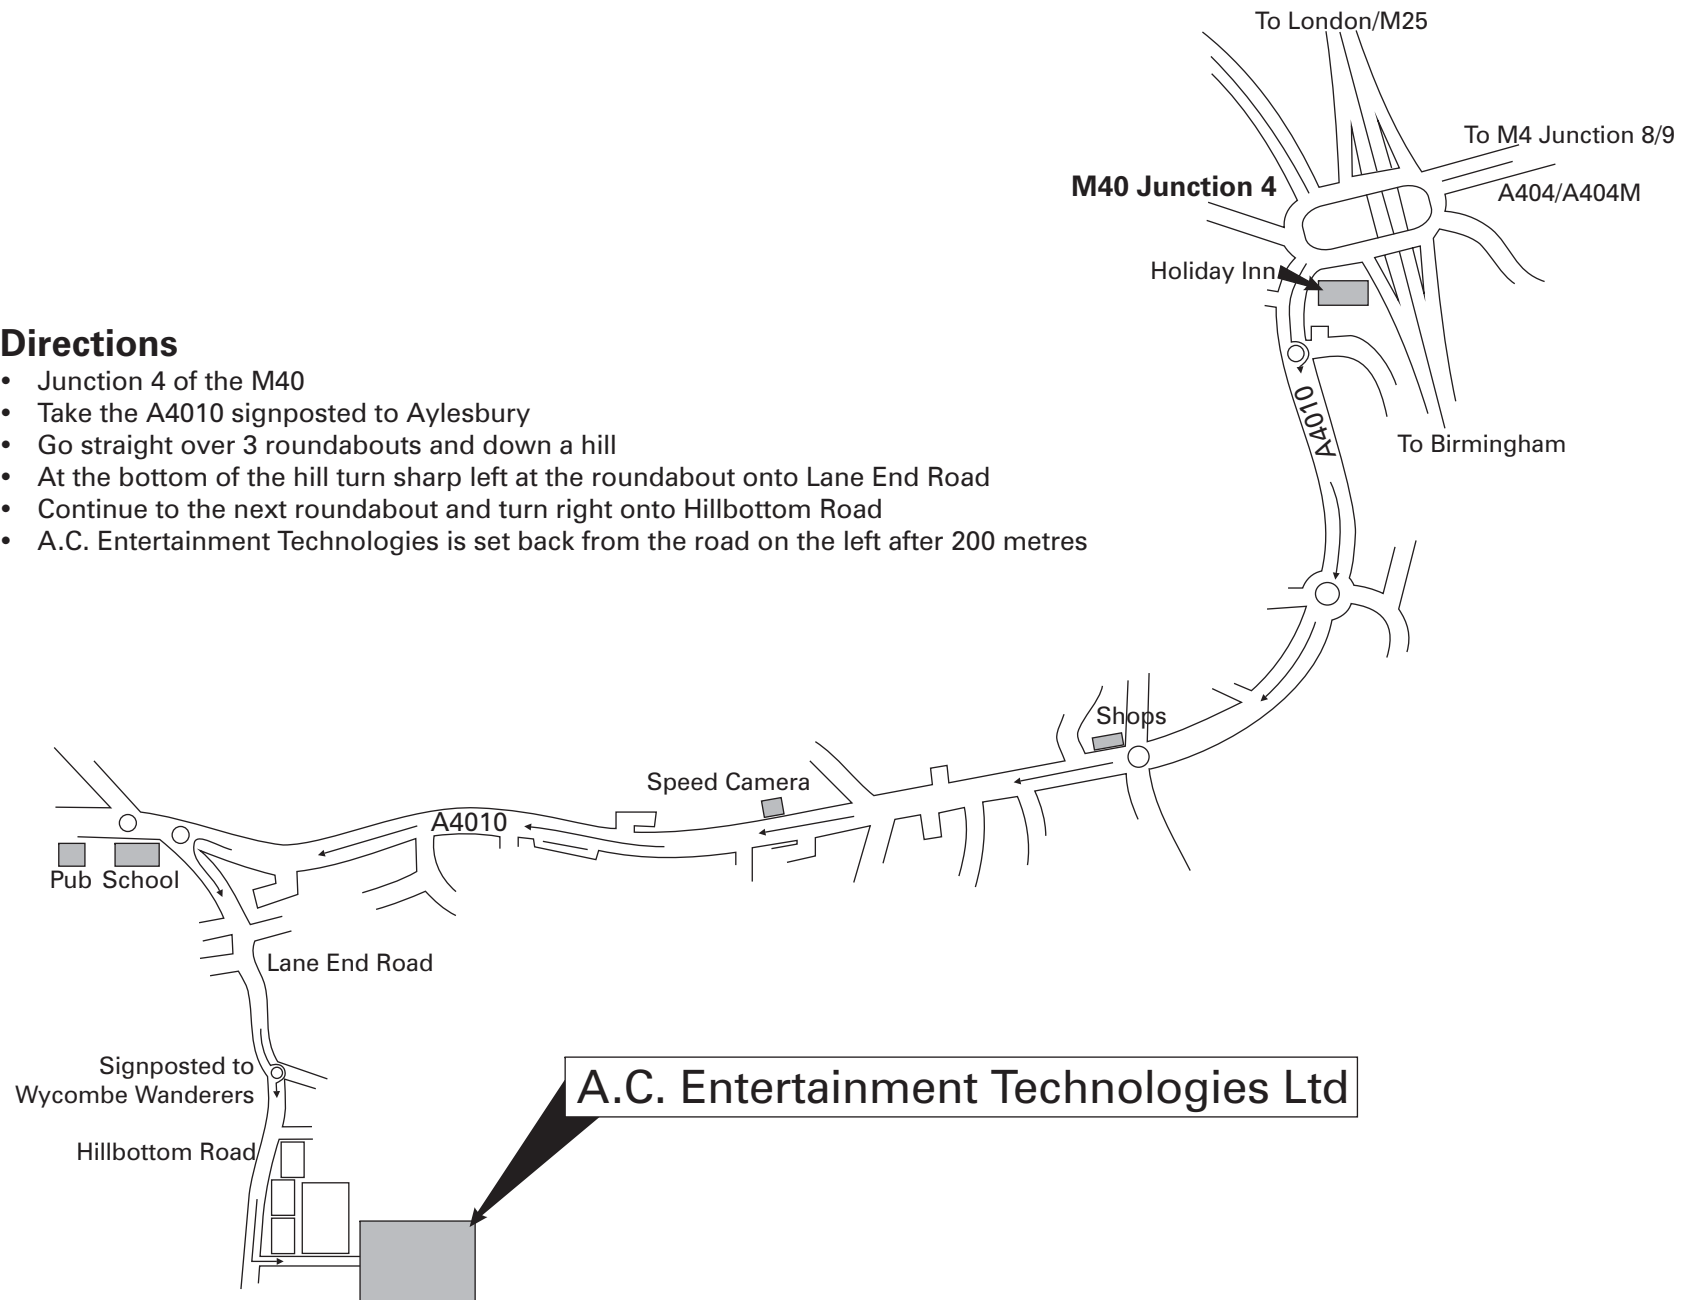 To London/M25
To M4 Junction 8/9
M40 Junction 4
A404/A404M
Holiday Inn
Directions
• Junction 4 of the M40
• Take the A4010 signposted to Aylesbury
• Go straight over 3 roundabouts and down a hill
• At the bottom of the hill turn sharp left at the roundabout onto Lane End Road
• Continue to the next roundabout and turn right onto Hillbottom Road
• A.C. Entertainment Technologies is set back from the road on the left after 200 metres
A4010
To Birmingham
Shops
Speed Camera
A4010
Pub School
Lane End Road
Signposted to
Wycombe Wanderers
A.C. Entertainment Technologies Ltd
Hillbottom Road